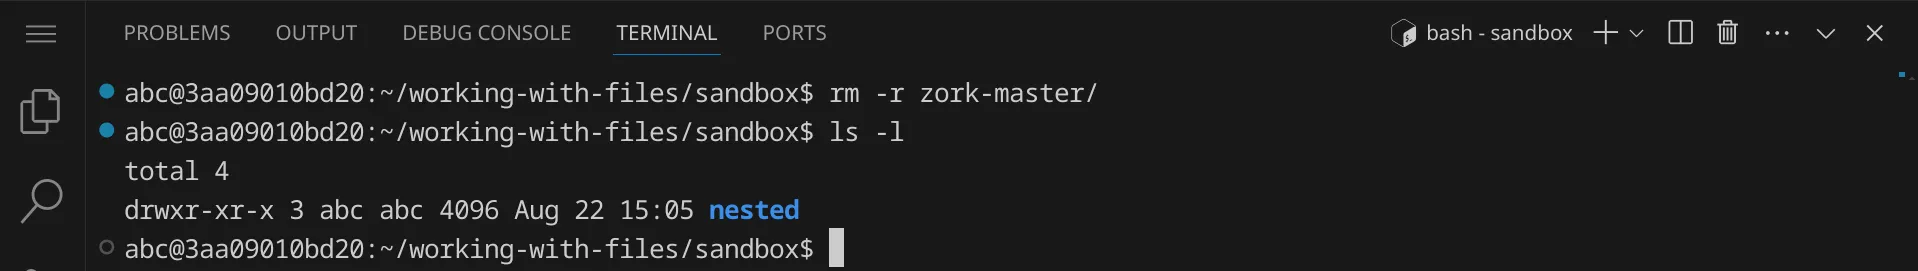 PROBLEMS OUTPUT DEBUG CONSOLE TERMINAL PORTS bash - sandbox
abc@3aa09010bd20:~/working-with-files/sandbox$ rm -r zork-master/
abc@3aa09010bd20:~/working-with-files/sandbox$ ls -l
total 4
drwxr-xr-x 3 abc abc 4096 Aug 22 15:05 nested
abc@3aa09010bd20:~/working-with-files/sandbox$